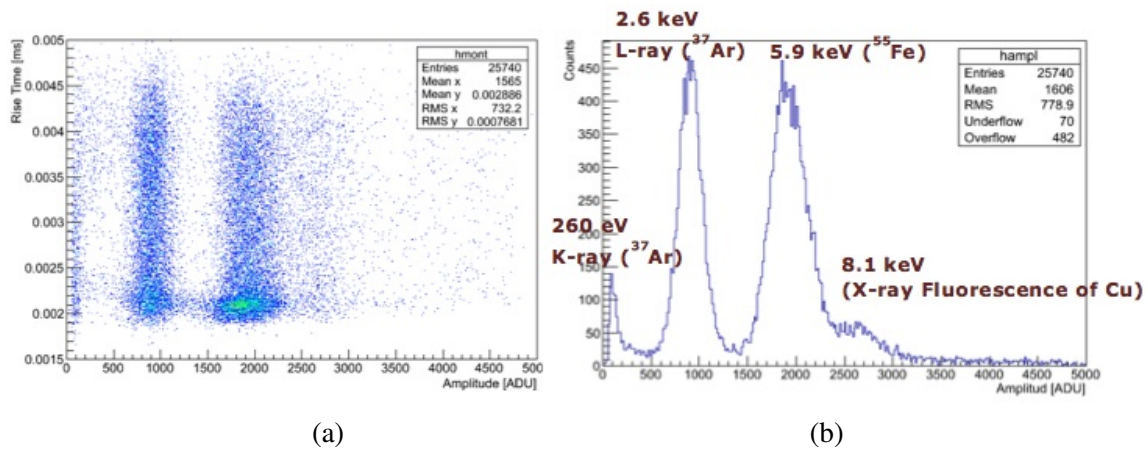 0.005
0.0045
0.004
0.0035
0.003
0.0025
0.002
0.0015
Rise Time [ms]
hmont
Entries 25740
Mean x 1565
Mean y 0.002886
RMS x 732.2
RMS y 0.0007681
0 500 1000 1500 2000 2500 3000 3500 4000 4500 5000
Amplitude [ADU]
(a)
2.6 keV
L-ray (³⁷Ar)
5.9 keV (⁵⁵Fe)
Counts
450
400
350
300
250
200
150
100
50
0
hampl
Entries 25740
Mean 1606
RMS 778.9
Underflow 70
Overflow 482
260 eV
K-ray (³⁷Ar)
8.1 keV
(X-ray Fluorescence of Cu)
0 500 1000 1500 2000 2500 3000 3500 4000 4500 5000
Amplitud [ADU]
(b)